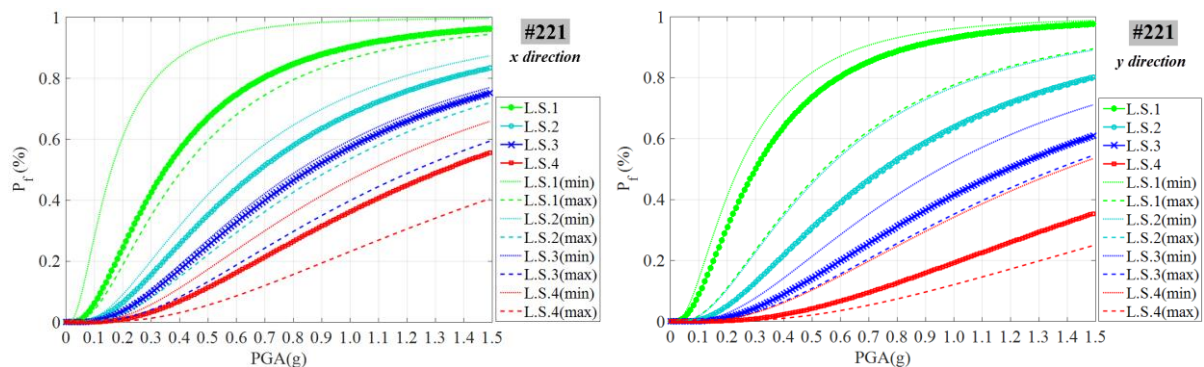 #221
x direction
1
0.8
0.6
0.4
0.2
0
P_f (%)
0 0.1 0.2 0.3 0.4 0.5 0.6 0.7 0.8 0.9 1.0 1.1 1.2 1.3 1.4 1.5
PGA(g)
L.S.1
L.S.2
L.S.3
L.S.4
L.S.1(min)
L.S.1(max)
L.S.2(min)
L.S.2(max)
L.S.3(min)
L.S.3(max)
L.S.4(min)
L.S.4(max)
#221
y direction
1
0.8
0.6
0.4
0.2
0
P_f (%)
0 0.1 0.2 0.3 0.4 0.5 0.6 0.7 0.8 0.9 1.0 1.1 1.2 1.3 1.4 1.5
PGA(g)
L.S.1
L.S.2
L.S.3
L.S.4
L.S.1(min)
L.S.1(max)
L.S.2(min)
L.S.2(max)
L.S.3(min)
L.S.3(max)
L.S.4(min)
L.S.4(max)